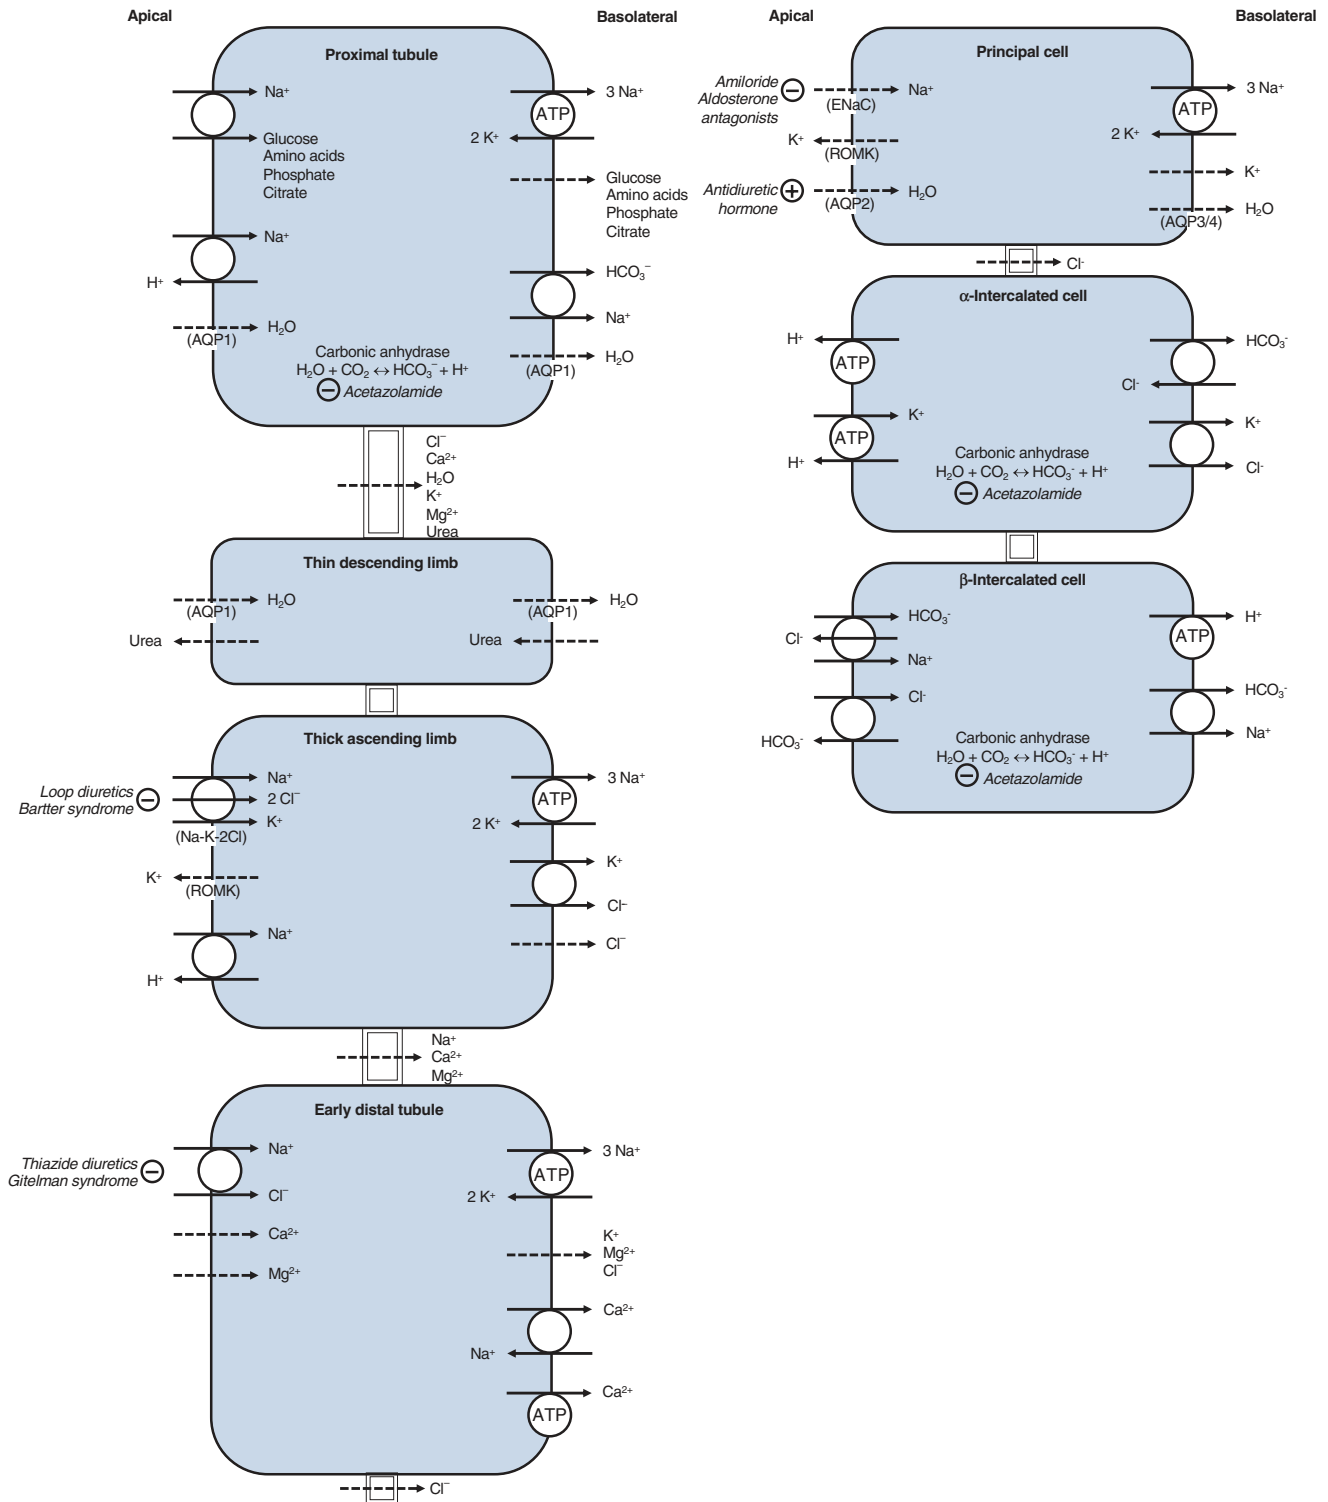 Apical
Basolateral
Proximal tubule
Na⁺
3 Na⁺
ATP
Glucose
Amino acids
Phosphate
Citrate
2 K⁺
Glucose
Amino acids
Phosphate
Citrate
Na⁺
H⁺
HCO₃⁻
Na⁺
H₂O
(AQP1)
H₂O
(AQP1)
Carbonic anhydrase
H₂O + CO₂ ↔ HCO₃⁻ + H⁺
− Acetazolamide
Cl⁻
Ca²⁺
H₂O
K⁺
Mg²⁺
Urea
Thin descending limb
H₂O
(AQP1)
(AQP1)
H₂O
Urea
Urea
Thick ascending limb
Loop diuretics
Bartter syndrome
−
Na⁺
2 Cl⁻
K⁺
(Na-K-2Cl)
3 Na⁺
ATP
2 K⁺
K⁺
(ROMK)
K⁺
Cl⁻
Na⁺
H⁺
Cl⁻
Na⁺
Ca²⁺
Mg²⁺
Early distal tubule
Thiazide diuretics
Gitelman syndrome
−
Na⁺
Cl⁻
3 Na⁺
ATP
2 K⁺
Ca²⁺
Mg²⁺
K⁺
Mg²⁺
Cl⁻
Ca²⁺
Na⁺
Ca²⁺
ATP
Cl⁻
Apical
Basolateral
Principal cell
Amiloride
Aldosterone
antagonists
−
Na⁺
(ENaC)
3 Na⁺
ATP
2 K⁺
K⁺
(ROMK)
K⁺
Antidiuretic
hormone
+
H₂O
(AQP2)
H₂O
(AQP3/4)
Cl-
α-Intercalated cell
H⁺
ATP
HCO₃-
Cl-
K⁺
ATP
H⁺
K⁺
Cl-
Carbonic anhydrase
H₂O + CO₂ ↔ HCO₃- + H⁺
− Acetazolamide
β-Intercalated cell
HCO₃-
Cl-
Na⁺
H⁺
ATP
Cl-
HCO₃-
HCO₃-
Na⁺
Carbonic anhydrase
H₂O + CO₂ ↔ HCO₃- + H⁺
− Acetazolamide